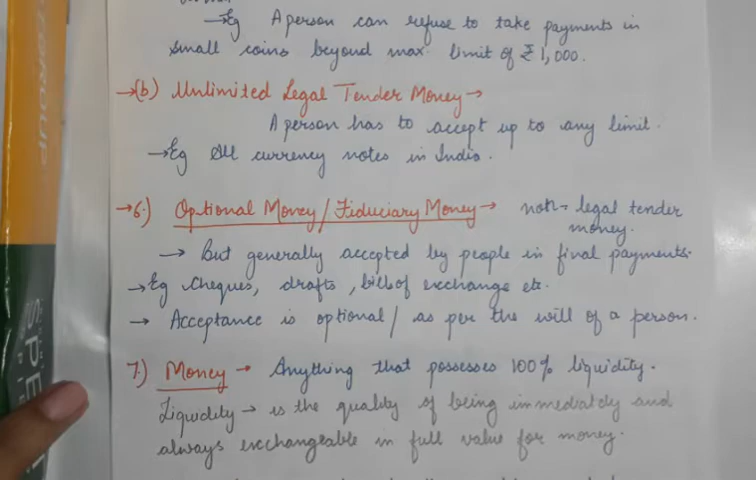 →Eg A person can refuse to take payments in
small coins beyond max limit of ₹ 1,000.
→(b) Unlimited Legal Tender Money →
A person has to accept up to any limit.
→Eg All currency notes in India.
→6.) Optional Money / Fiduciary Money → non-legal tender
money.
→ But generally accepted by people in final payments.
→ Eg Cheques, drafts, bills of exchange etc.
→ Acceptance is optional / as per the will of a person.
7.) Money → Anything that possesses 100% liquidity.
Liquidity → is the quality of being immediately and
always exchangeable in full value for money.
GROUP